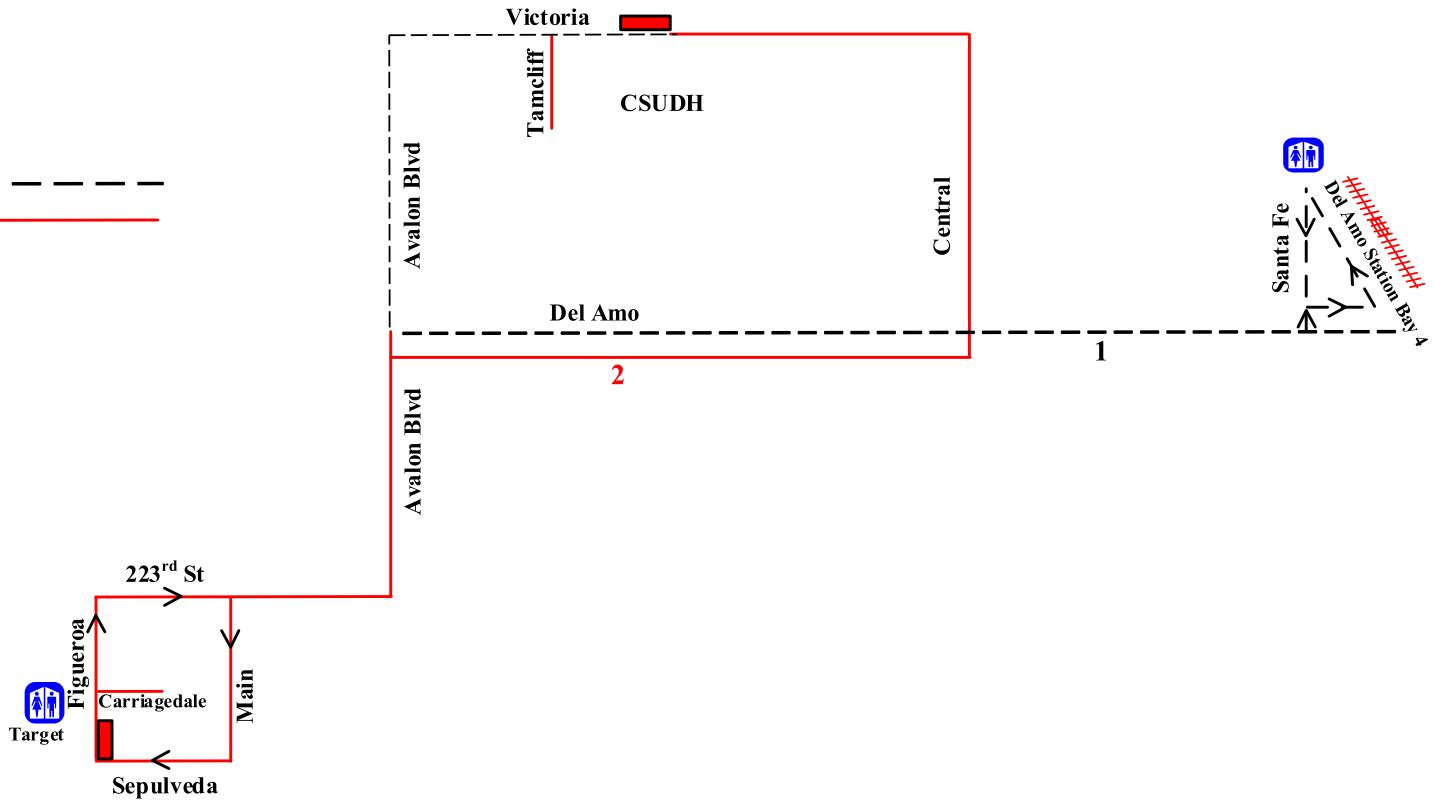 Victoria
Tamcliff
CSUDH
Avalon Blvd
Central
Santa Fe
Del Amo Station Bay 4
Del Amo
1
2
Avalon Blvd
223rd St
Figueroa
Carriagedale
Main
Target
Sepulveda